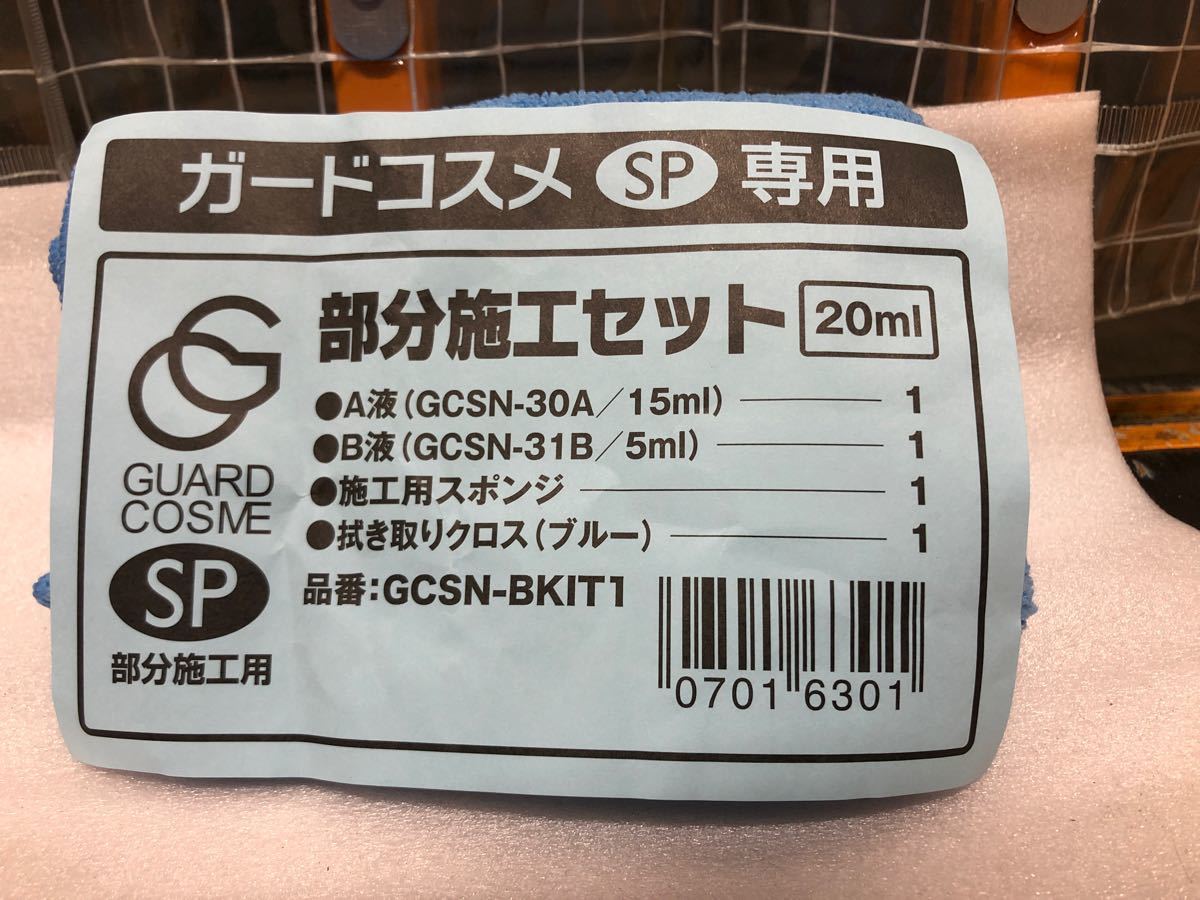 ガードコスメ SP 専用
部分施工セット 20ml
●A液(GCSN-30A/15ml) 1
●B液(GCSN-31B/5ml) 1
●施工用スポンジ 1
●拭き取りクロス(ブルー) 1
品番:GCSN-BKIT1
GUARD
COSME
SP
部分施工用
0701 6301